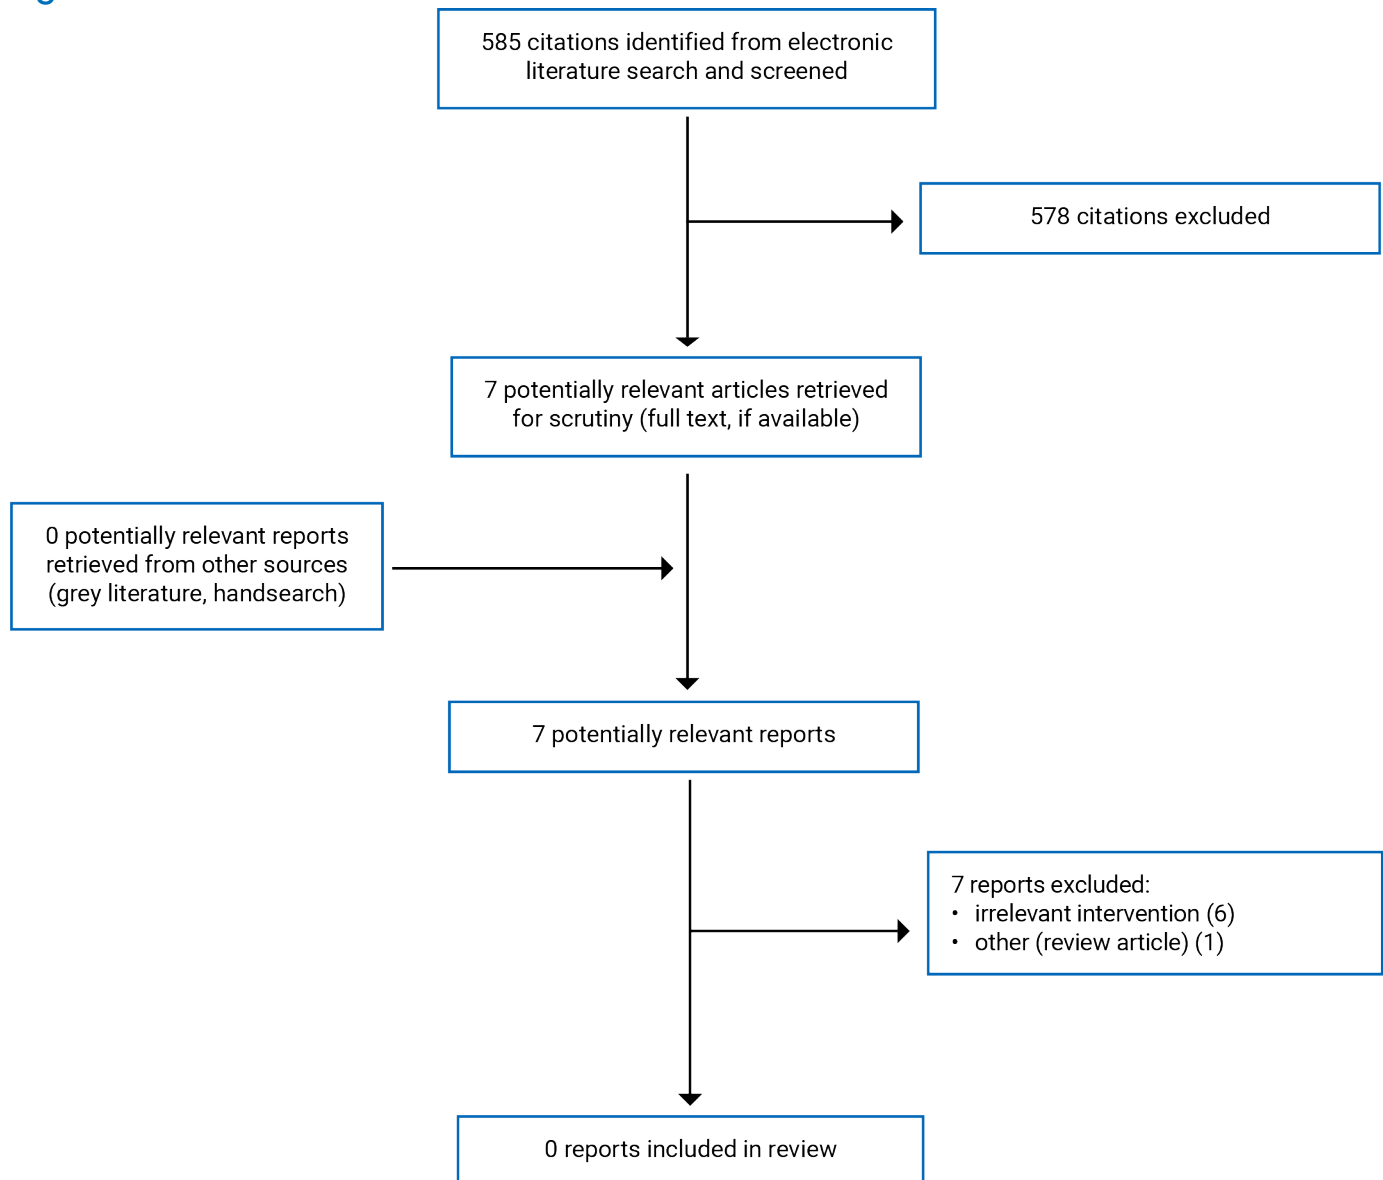 585 citations identified from electronic
literature search and screened
578 citations excluded
7 potentially relevant articles retrieved
for scrutiny (full text, if available)
0 potentially relevant reports
retrieved from other sources
(grey literature, handsearch)
7 potentially relevant reports
7 reports excluded:
• irrelevant intervention (6)
• other (review article) (1)
0 reports included in review